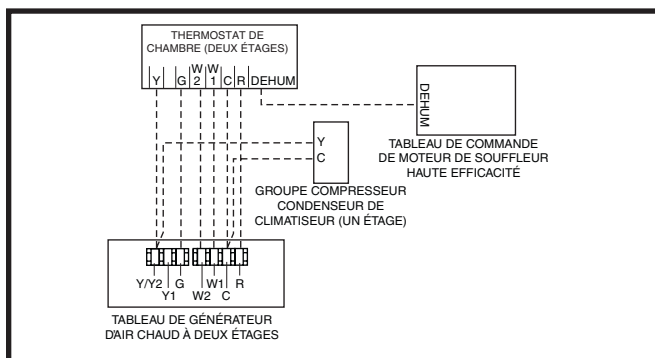 THERMOSTAT DE
CHAMBRE (DEUX ÉTAGES)
Y G W2 W1 C R DEHUM
DEHUM
TABLEAU DE COMMANDE
DE MOTEUR DE SOUFFLEUR
HAUTE EFFICACITÉ
Y
C
GROUPE COMPRESSEUR
CONDENSEUR DE
CLIMATISEUR (UN ÉTAGE)
Y/Y2 G W1 R
Y1 W2 C
TABLEAU DE GÉNÉRATEUR
D'AIR CHAUD À DEUX ÉTAGES